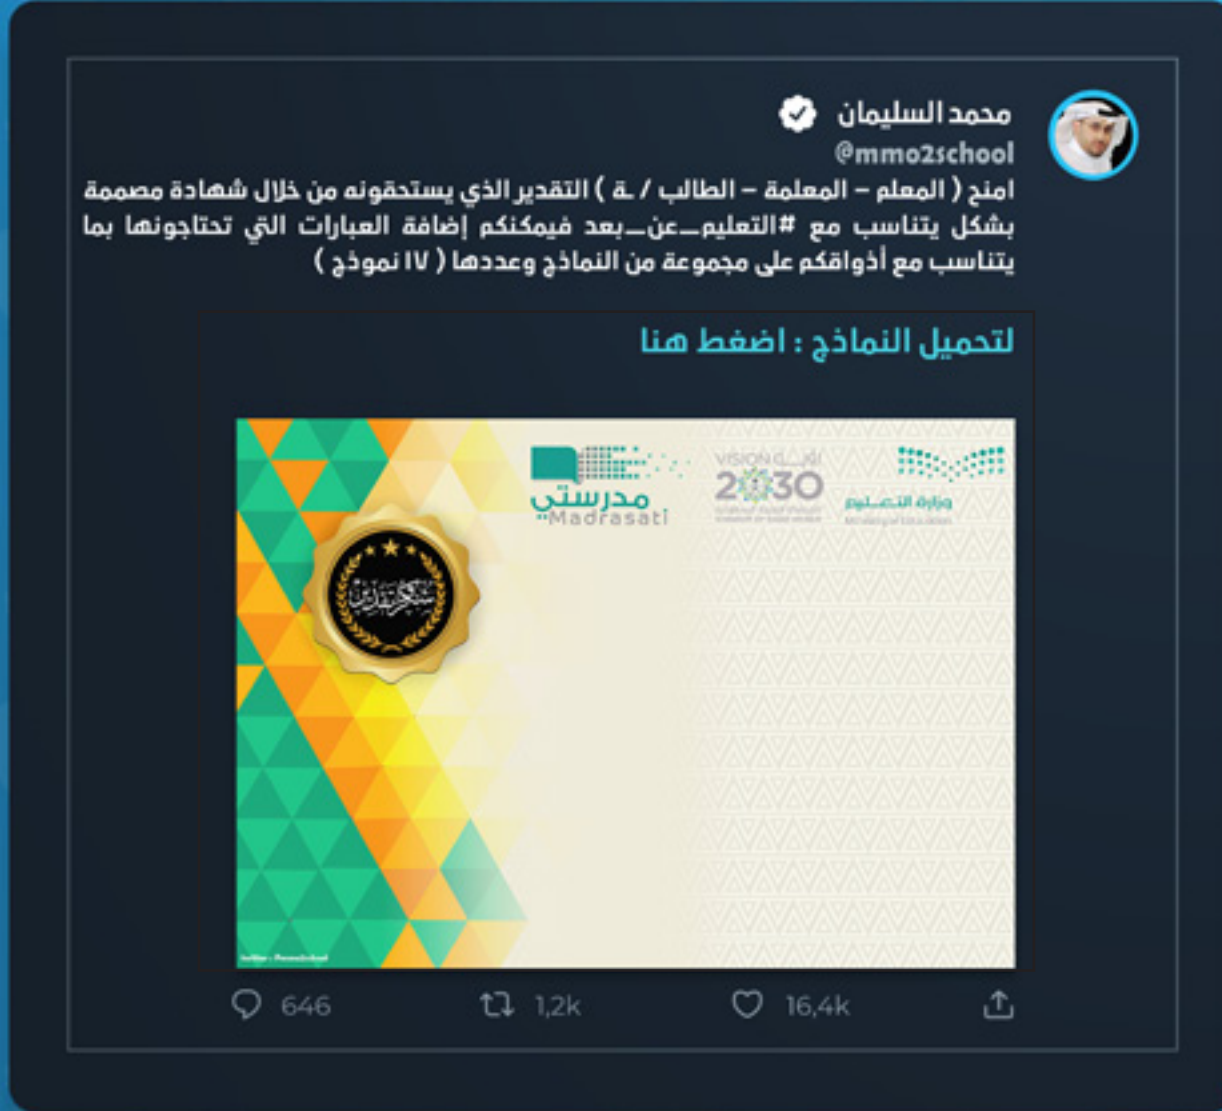 محمد السليمان
@mmo2school
امنح ( المعلم – المعلمة – الطالب / ـة ) التقدير الذي يستحقونه من خلال شهادة مصممة
بشكل يتناسب مع #التعليم_عن_بعد فيمكنكم إضافة العبارات التي تحتاجونها بما
يتناسب مع أذواقكم على مجموعة من النماذج وعددها ( ١٧ نموذج )
لتحميل النماذج : اضغط هنا
وزارة التعليم
Ministry of Education
VISION رؤيــــة
2030
مدرستي
Madrasati
شكر وتقدير
646 1,2k 16,4k